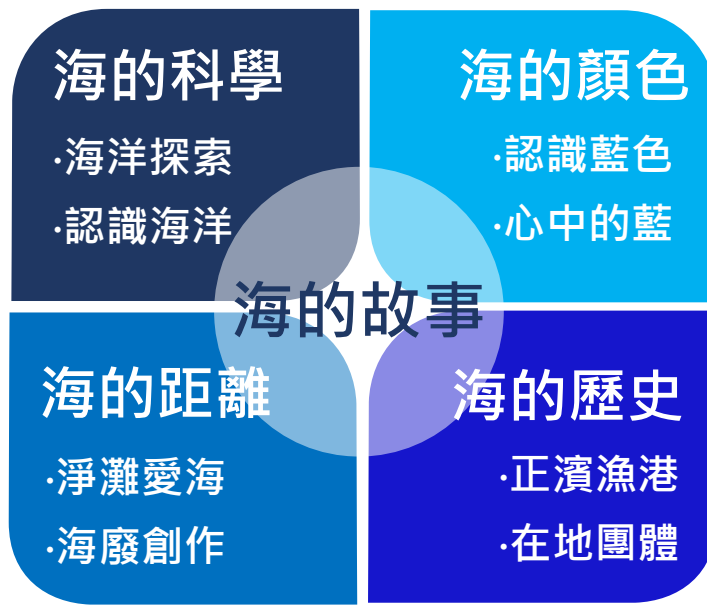 海的科學
·海洋探索
·認識海洋
海的顏色
·認識藍色
·心中的藍
海的故事
海的距離
·淨灘愛海
·海廢創作
海的歷史
·正濱漁港
·在地團體